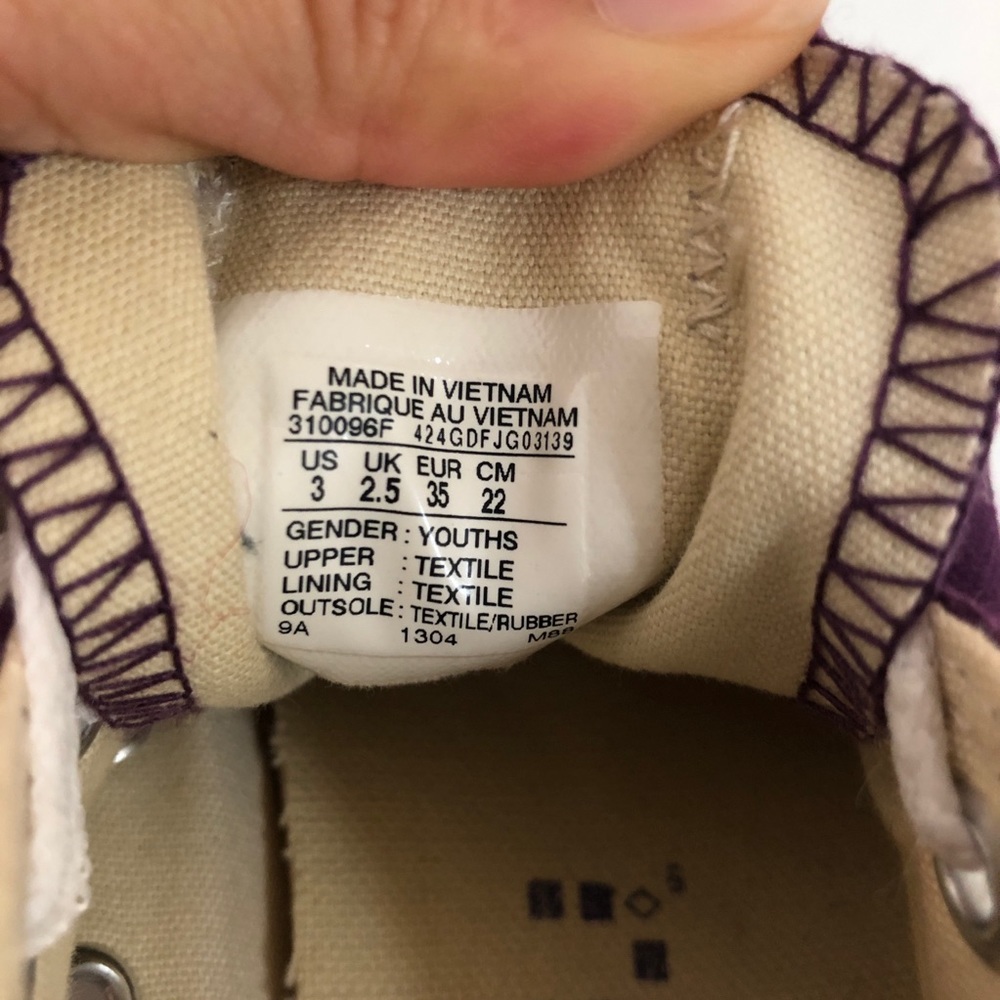 MADE IN VIETNAM
FABRIQUE AU VIETNAM
310096F 424GDFJG03139
US UK EUR CM
3 2.5 35 22
GENDER : YOUTHS
UPPER : TEXTILE
LINING : TEXTILE
OUTSOLE : TEXTILE/RUBBER
9A 1304